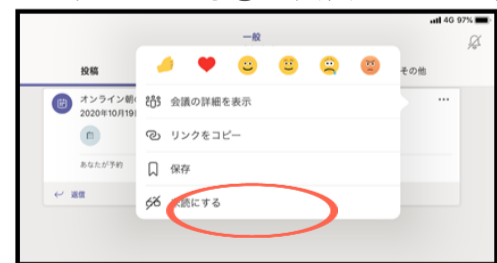 4G 97%
一般
投稿
その他
オンライン朝
2020年10月19日
会議の詳細を表示
リンクをコピー
あなたが予約
保存
返信
読にする